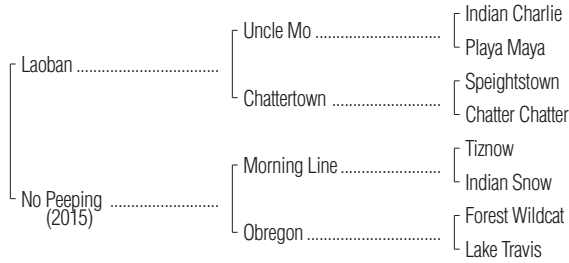 Indian Charlie
Uncle Mo
Playa Maya
Laoban
Speightstown
Chattertown
Chatter Chatter
Tiznow
Morning Line
Indian Snow
No Peeping
(2015)
Forest Wildcat
Obregon
Lake Travis